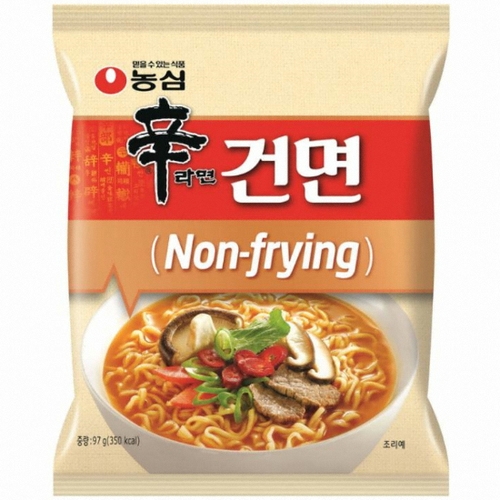 믿을 수 있는 식품
농심
辛라면 건면
(Non-frying)
중량:97 g(350 kcal)
조리예